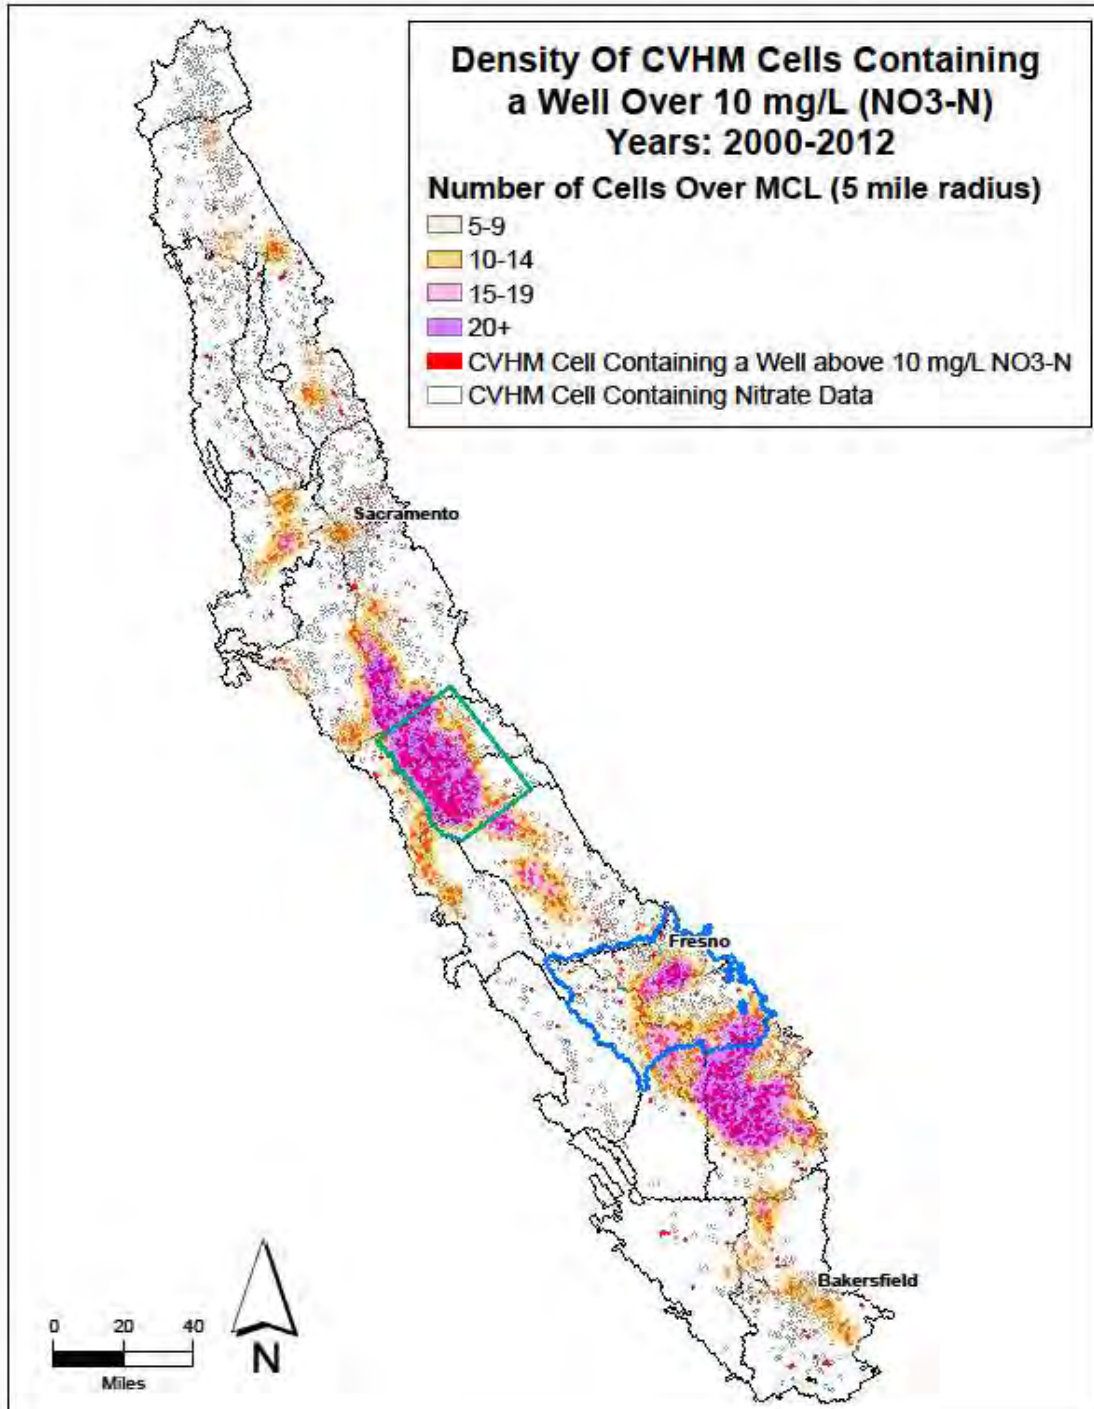 Density Of CVHM Cells Containing
a Well Over 10 mg/L (NO3-N)
Years: 2000-2012
Number of Cells Over MCL (5 mile radius)
5-9
10-14
15-19
20+
CVHM Cell Containing a Well above 10 mg/L NO3-N
CVHM Cell Containing Nitrate Data
Sacramento
Fresno
Bakersfield
0 20 40
Miles
N